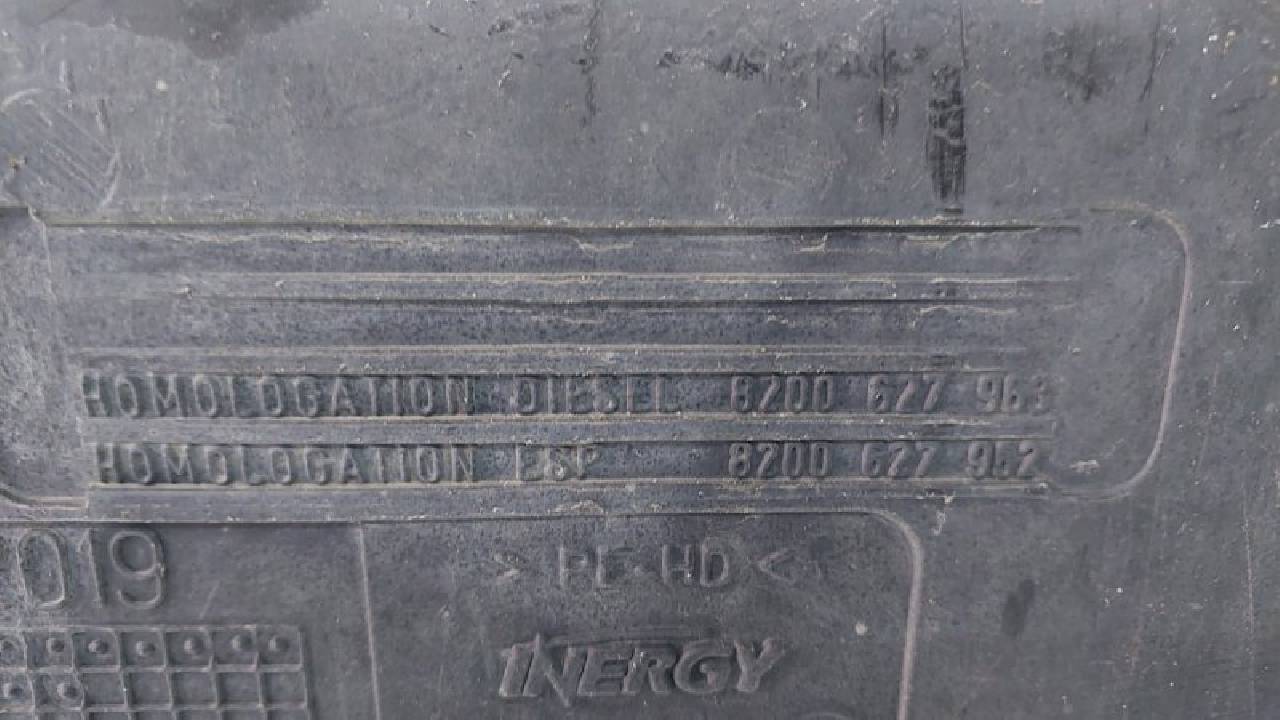 HOMOLOGATION DIESEL 8200 627 963
HOMOLOGATION ESP 8200 627 952
019
> PE-HD <
INERGY